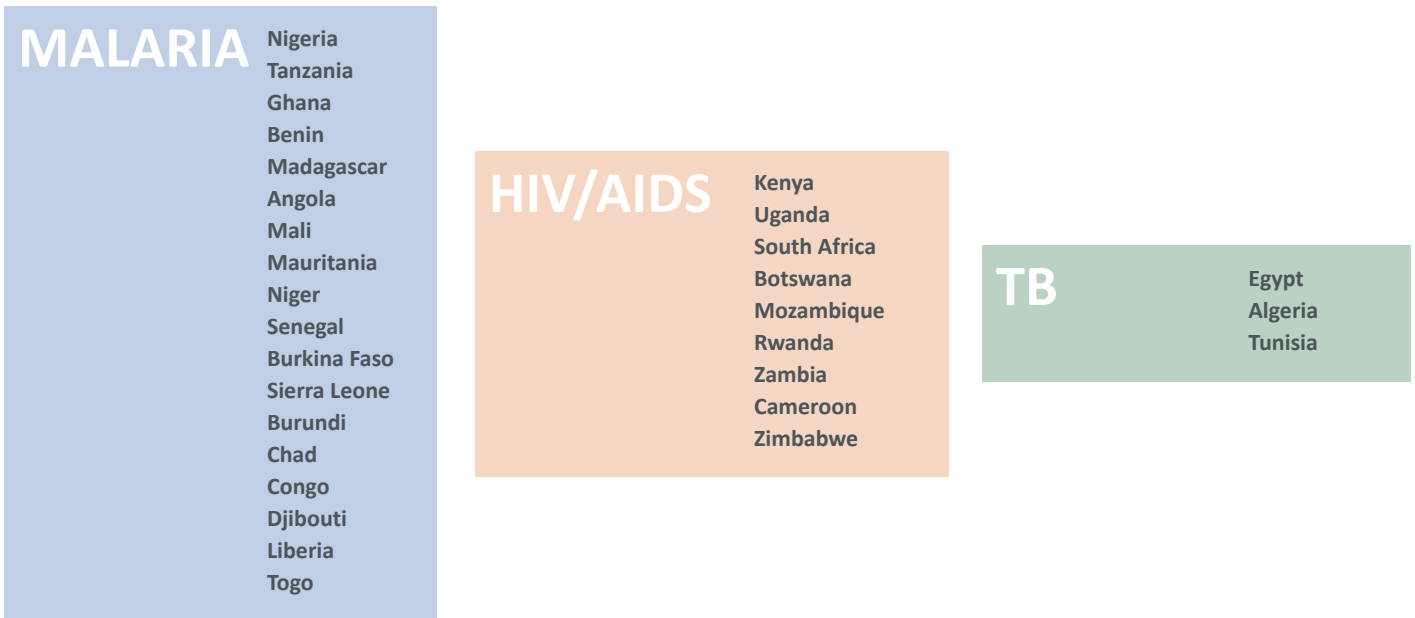 MALARIA
Nigeria
Tanzania
Ghana
Benin
Madagascar
Angola
Mali
Mauritania
Niger
Senegal
Burkina Faso
Sierra Leone
Burundi
Chad
Congo
Djibouti
Liberia
Togo
HIV/AIDS
Kenya
Uganda
South Africa
Botswana
Mozambique
Rwanda
Zambia
Cameroon
Zimbabwe
TB
Egypt
Algeria
Tunisia